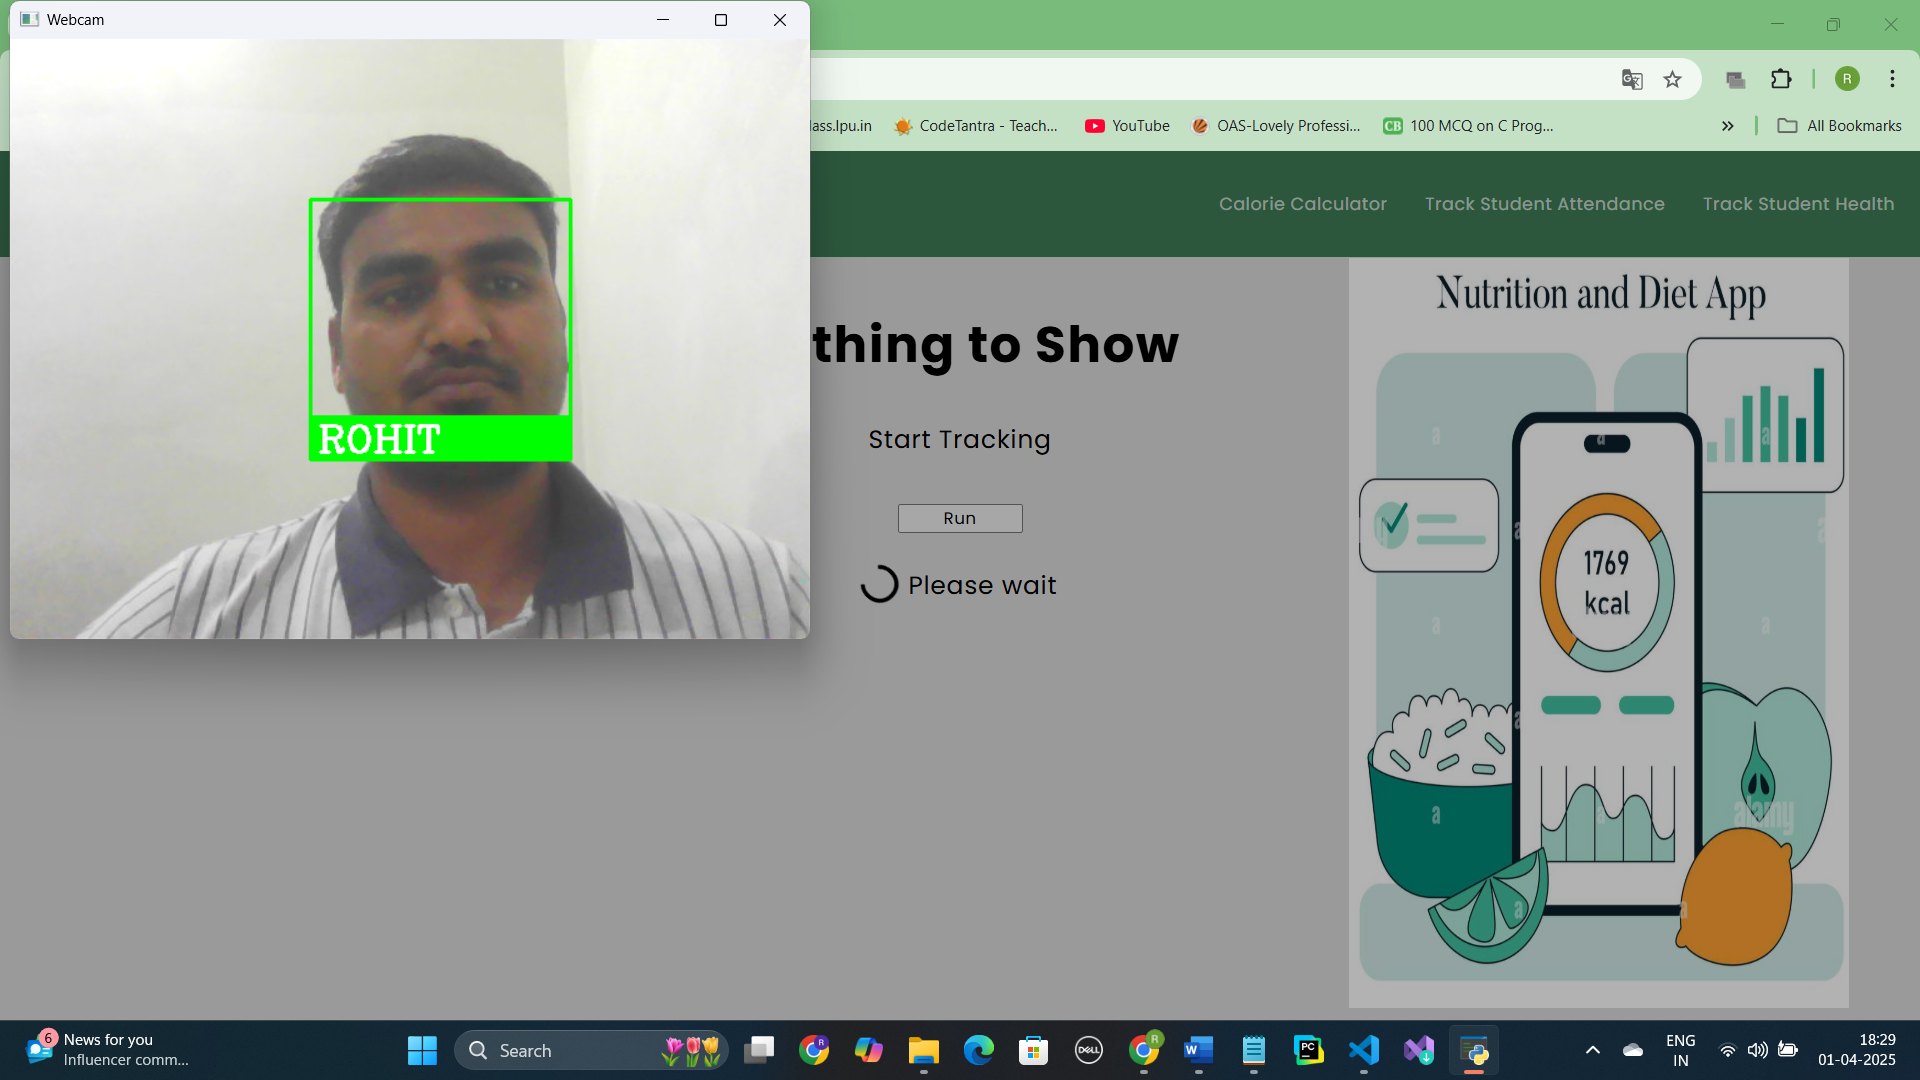 Webcam
ROHIT
R
lass.lpu.in
CodeTantra - Teach...
YouTube
OAS-Lovely Professi...
CB
100 MCQ on C Prog...
»
All Bookmarks
Calorie Calculator
Track Student Attendance
Track Student Health
thing to Show
Start Tracking
Run
Please wait
Nutrition and Diet App
1769
kcal
a
a
a
a
a
a
a
a
alamy
6
News for you
Influencer comm...
Search
R
DELL
R
W
PC
ENG
IN
18:29
01-04-2025